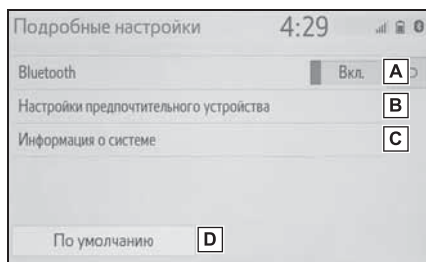 Подробные настройки 4:29
Bluetooth Вкл. A
Настройки предпочтительного устройства B
Информация о системе C
По умолчанию D